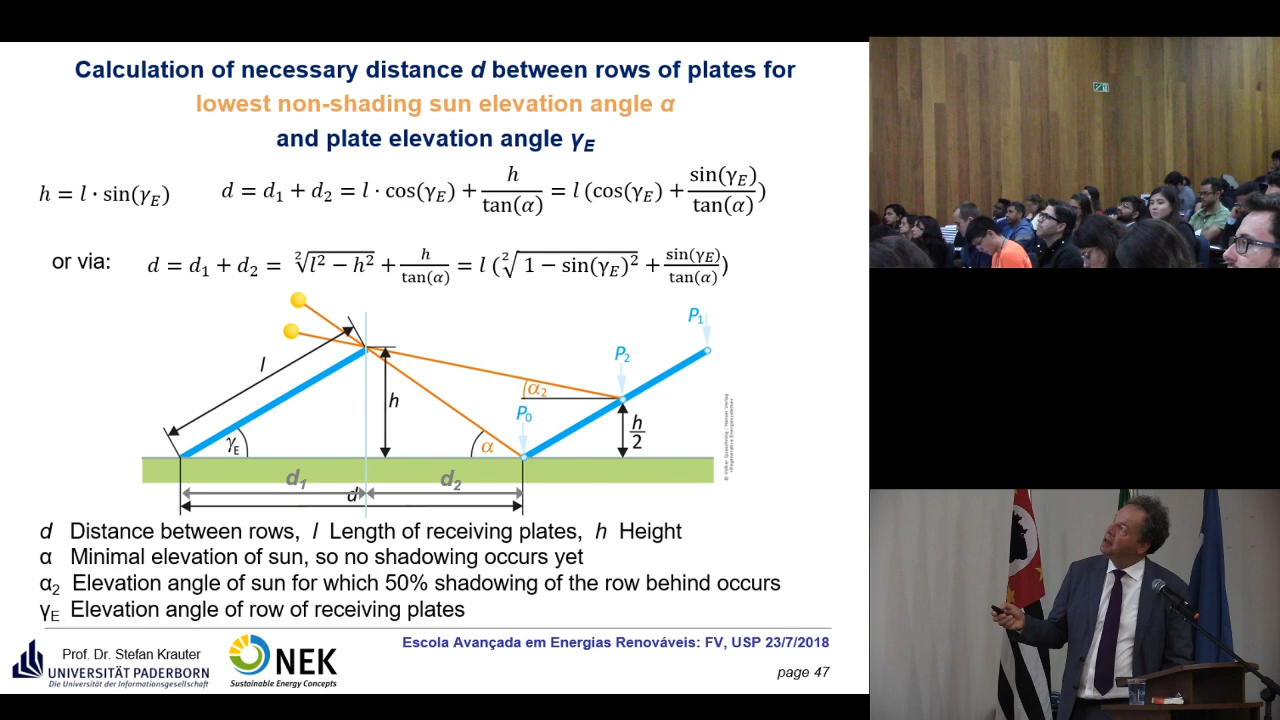 Calculation of necessary distance d between rows of plates for
lowest non-shading sun elevation angle α
and plate elevation angle γE
h = l · sin(γE)
d = d1 + d2 = l · cos(γE) + h/tan(α) = l (cos(γE) + sin(γE)/tan(α))
or via:
d = d1 + d2 = ²√(l² − h²) + h/tan(α) = l (²√(1 − sin(γE)²) + sin(γE)/tan(α))
l
h
γE
α
α2
P0
P2
P1
h/2
d1
d2
d
d Distance between rows, l Length of receiving plates, h Height
α Minimal elevation of sun, so no shadowing occurs yet
α2 Elevation angle of sun for which 50% shadowing of the row behind occurs
γE Elevation angle of row of receiving plates
Prof. Dr. Stefan Krauter
UNIVERSITÄT PADERBORN
Die Universität der Informationsgesellschaft
NEK
Sustainable Energy Concepts
Escola Avançada em Energias Renováveis: FV, USP 23/7/2018
page 47